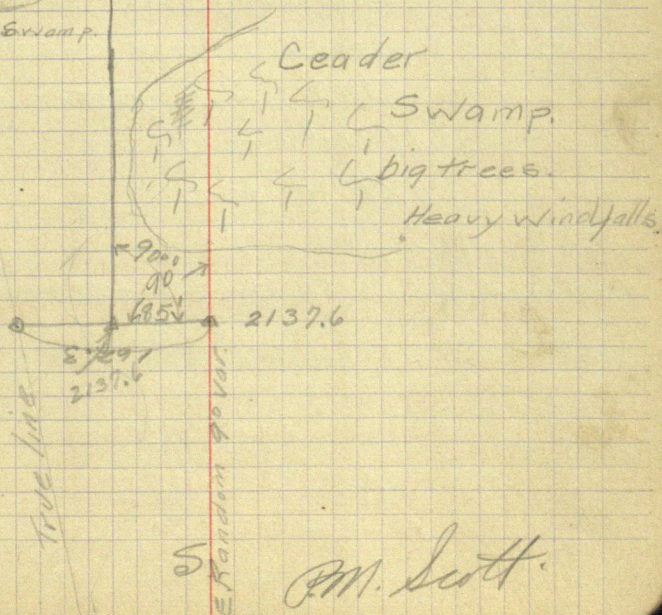 Swamp.
Ceader
Swamp.
big trees.
Heavy Windfalls
90°
90
685
2137.6
2137.6
True line
E Random 9° Var.
S
P.M. Scott.